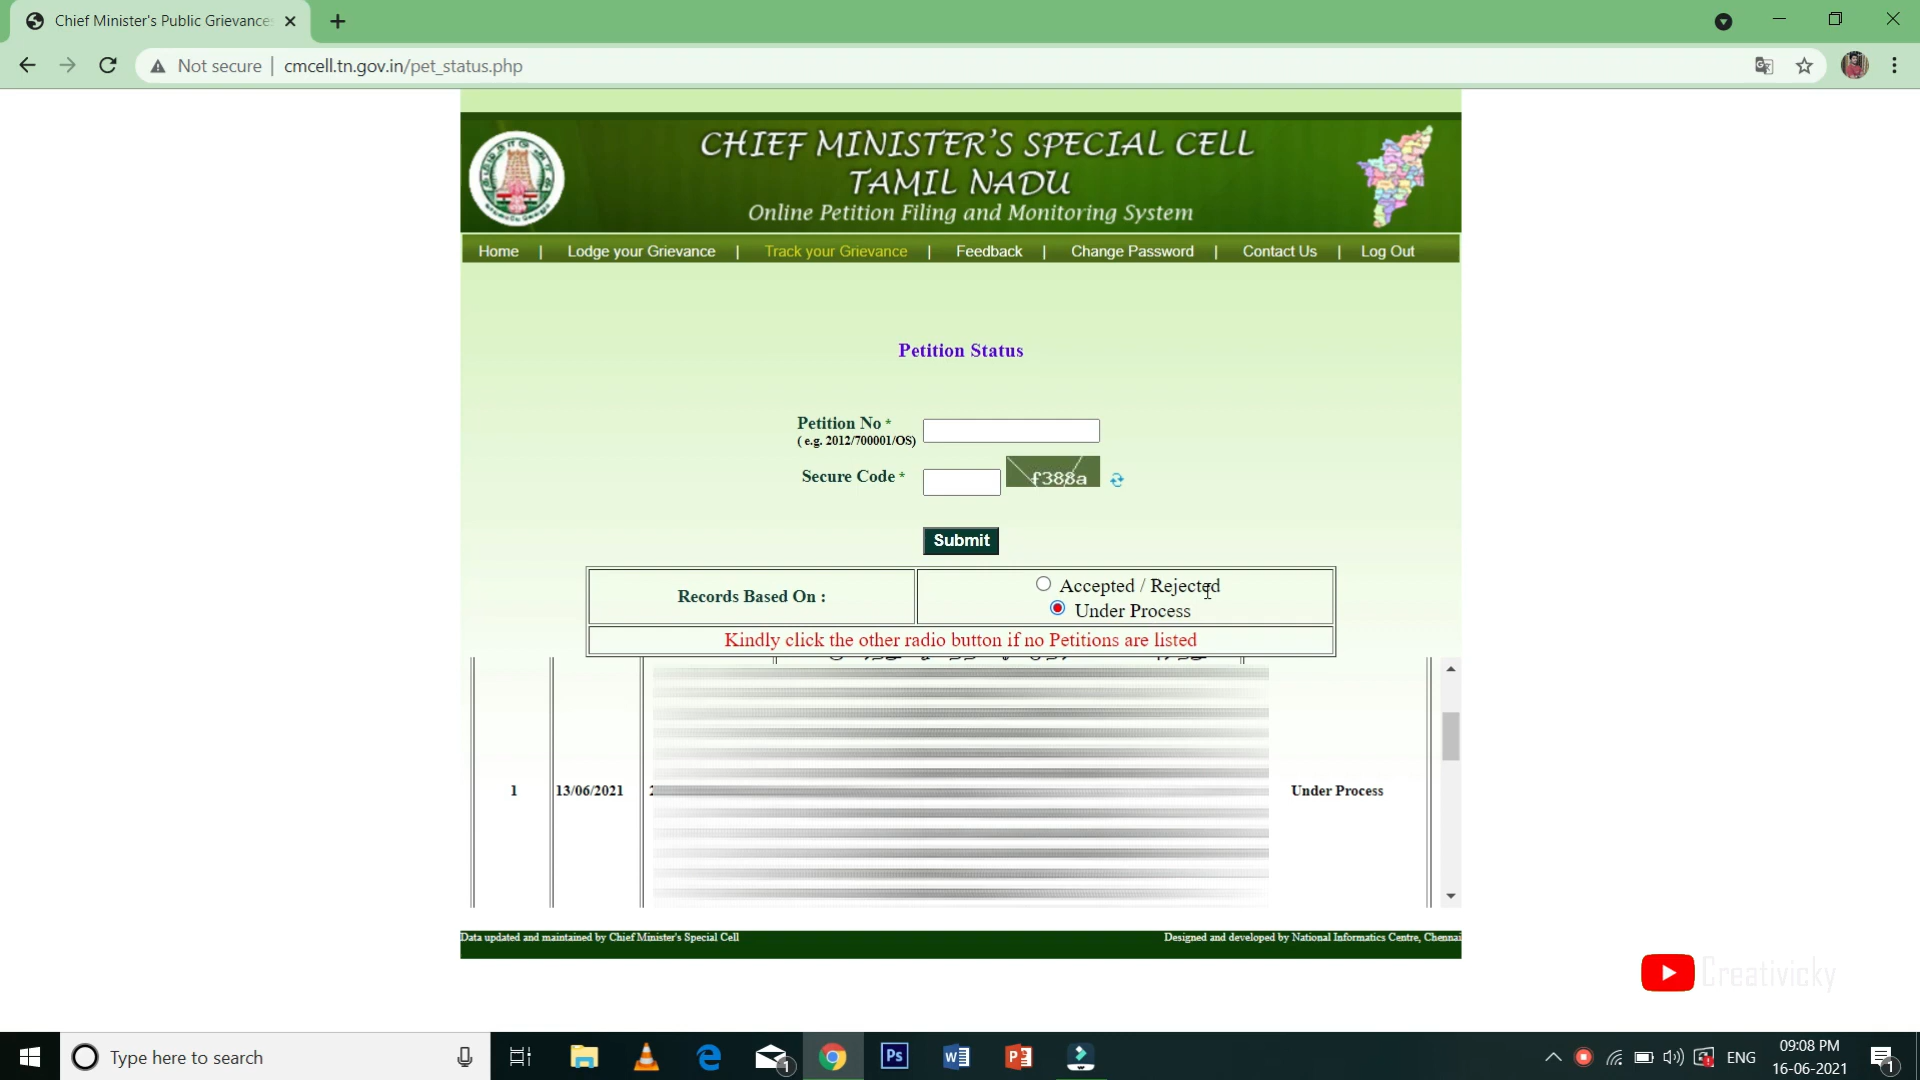 Chief Minister's Public Grievances
Not secure | cmcell.tn.gov.in/pet_status.php
CHIEF MINISTER'S SPECIAL CELL
TAMIL NADU
Online Petition Filing and Monitoring System
Home | Lodge your Grievance | Track your Grievance | Feedback | Change Password | Contact Us | Log Out
Petition Status
Petition No *
( e.g. 2012/700001/OS)
Secure Code * f388a
Submit
Records Based On :
Accepted / Rejected
Under Process
Kindly click the other radio button if no Petitions are listed
1 13/06/2021 2 Under Process
Data updated and maintained by Chief Minister's Special Cell
Designed and developed by National Informatics Centre, Chennai
Creativicky
Type here to search
1
Ps
ENG
09:08 PM
16-06-2021
1